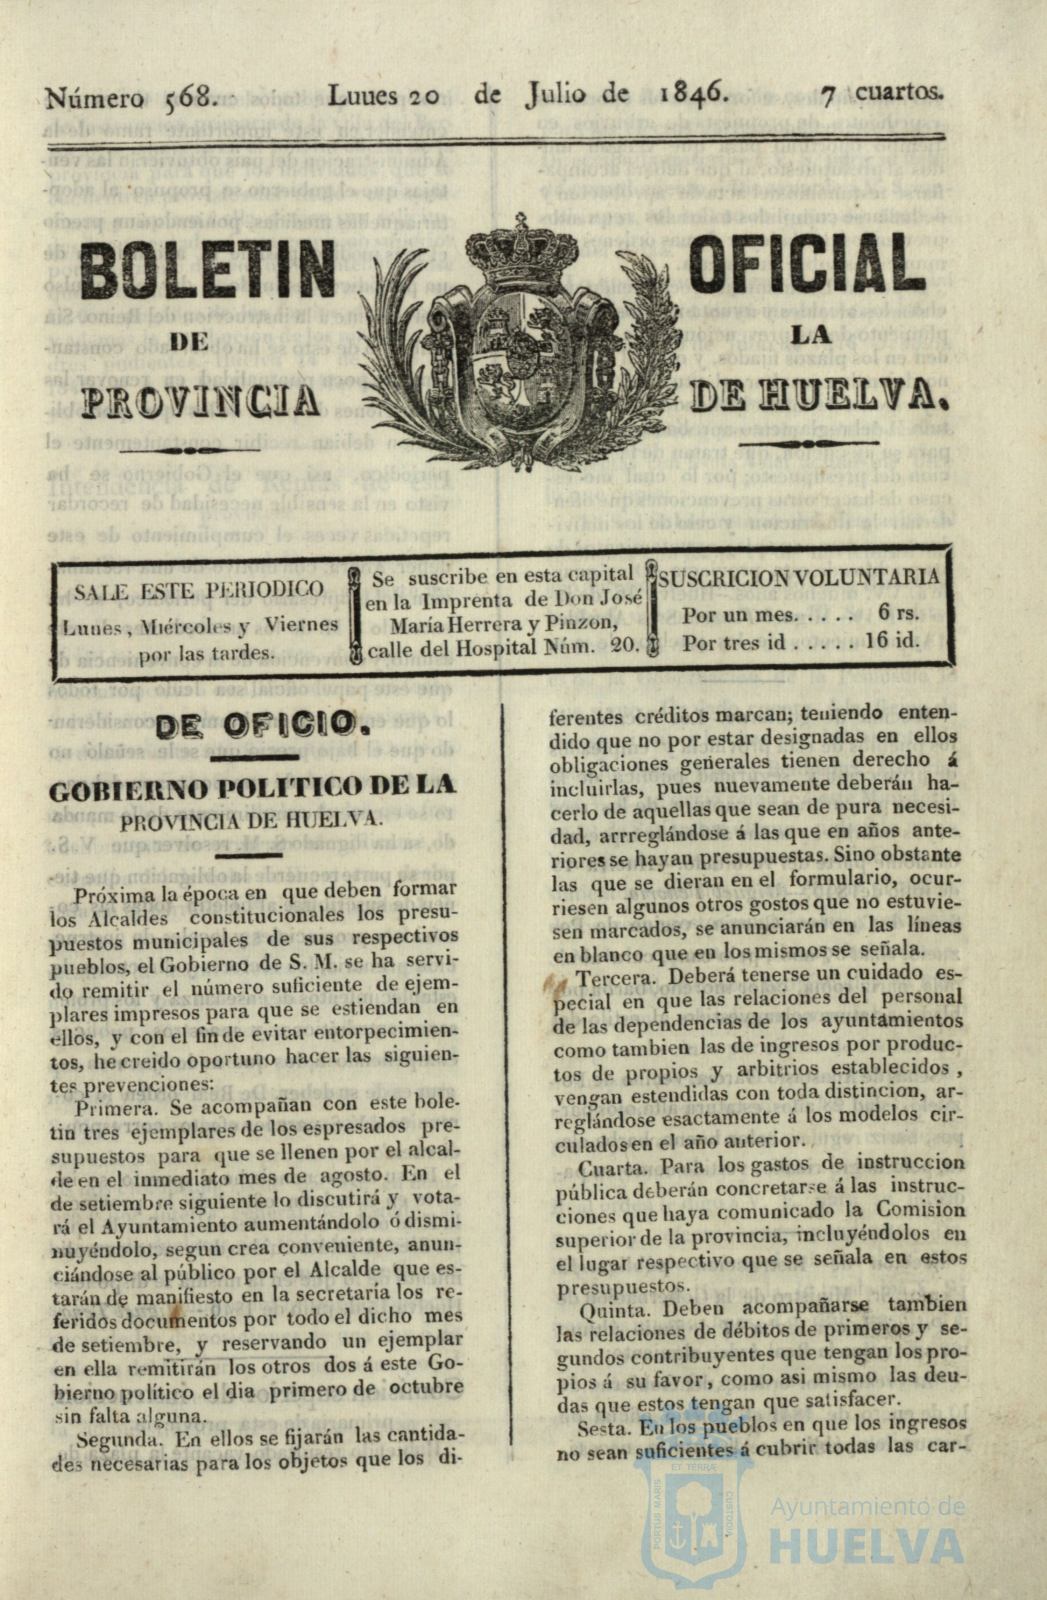 Número 568. Luues 20 de Julio de 1846. 7 cuartos.
BOLETIN OFICIAL
DE LA
PROVINCIA DE HUELVA.
SALE ESTE PERIODICO
Lunes, Miércoles y Viernes
por las tardes.
Se suscribe en esta capital
en la Imprenta de Don José
María Herrera y Pinzon,
calle del Hospital Núm. 20.
SUSCRICION VOLUNTARIA
Por un mes. . . . . 6 rs.
Por tres id . . . . . 16 id.
DE OFICIO.
GOBIERNO POLITICO DE LA
PROVINCIA DE HUELVA.
Próxima la época en que deben formar
los Alcaldes constitucionales los presu-
puestos municipales de sus respectivos
pueblos, el Gobierno de S. M. se ha servi-
do remitir el número suficiente de ejem-
plares impresos para que se estiendan en
ellos, y con el fin de evitar entorpecimien-
tos, he creido oportuno hacer las siguien-
tes prevenciones:
Primera. Se acompañan con este bole-
tin tres ejemplares de los espresados pre-
supuestos para que se llenen por el alcal-
de en el inmediato mes de agosto. En el
de setiembre siguiente lo discutirá y vota-
rá el Ayuntamiento aumentándolo ó dismi-
nuyéndolo, segun crea conveniente, anun-
ciándose al público por el Alcalde que es-
tarán de manifiesto en la secretaría los re-
feridos documentos por todo el dicho mes
de setiembre, y reservando un ejemplar
en ella remitirán los otros dos á este Go-
bierno político el dia primero de octubre
sin falta alguna.
Segunda. En ellos se fijarán las cantida-
des necesarias para los objetos que los di-
ferentes créditos marcan; teniendo enten-
dido que no por estar designadas en ellos
obligaciones generales tienen derecho á
incluirlas, pues nuevamente deberán ha-
cerlo de aquellas que sean de pura necesi-
dad, arrreglándose á las que en años ante-
riores se hayan presupuestas. Sino obstante
las que se dieran en el formulario, ocur-
riesen algunos otros gostos que no estuvie-
sen marcados, se anunciarán en las líneas
en blanco que en los mismos se señala.
Tercera. Deberá tenerse un cuidado es-
pecial en que las relaciones del personal
de las dependencias de los ayuntamientos
como tambien las de ingresos por produc-
tos de propios y arbitrios establecidos ,
vengan estendidas con toda distincion, ar-
reglándose esactamente á los modelos cir-
culados en el año anterior.
Cuarta. Para los gastos de instruccion
pública deberán concretarse á las instruc-
ciones que haya comunicado la Comision
superior de la provincia, incluyéndolos en
el lugar respectivo que se señala en estos
presupuestos.
Quinta. Deben acompañarse tambien
las relaciones de débitos de primeros y se-
gundos contribuyentes que tengan los pro-
pios á su favor, como asi mismo las deu-
das que estos tengan que satisfacer.
Sesta. En los pueblos en que los ingresos
no sean suficientes á cubrir todas las car-
PORTUS MARIS ET TERRÆ CUSTODIA
Ayuntamiento de
HUELVA